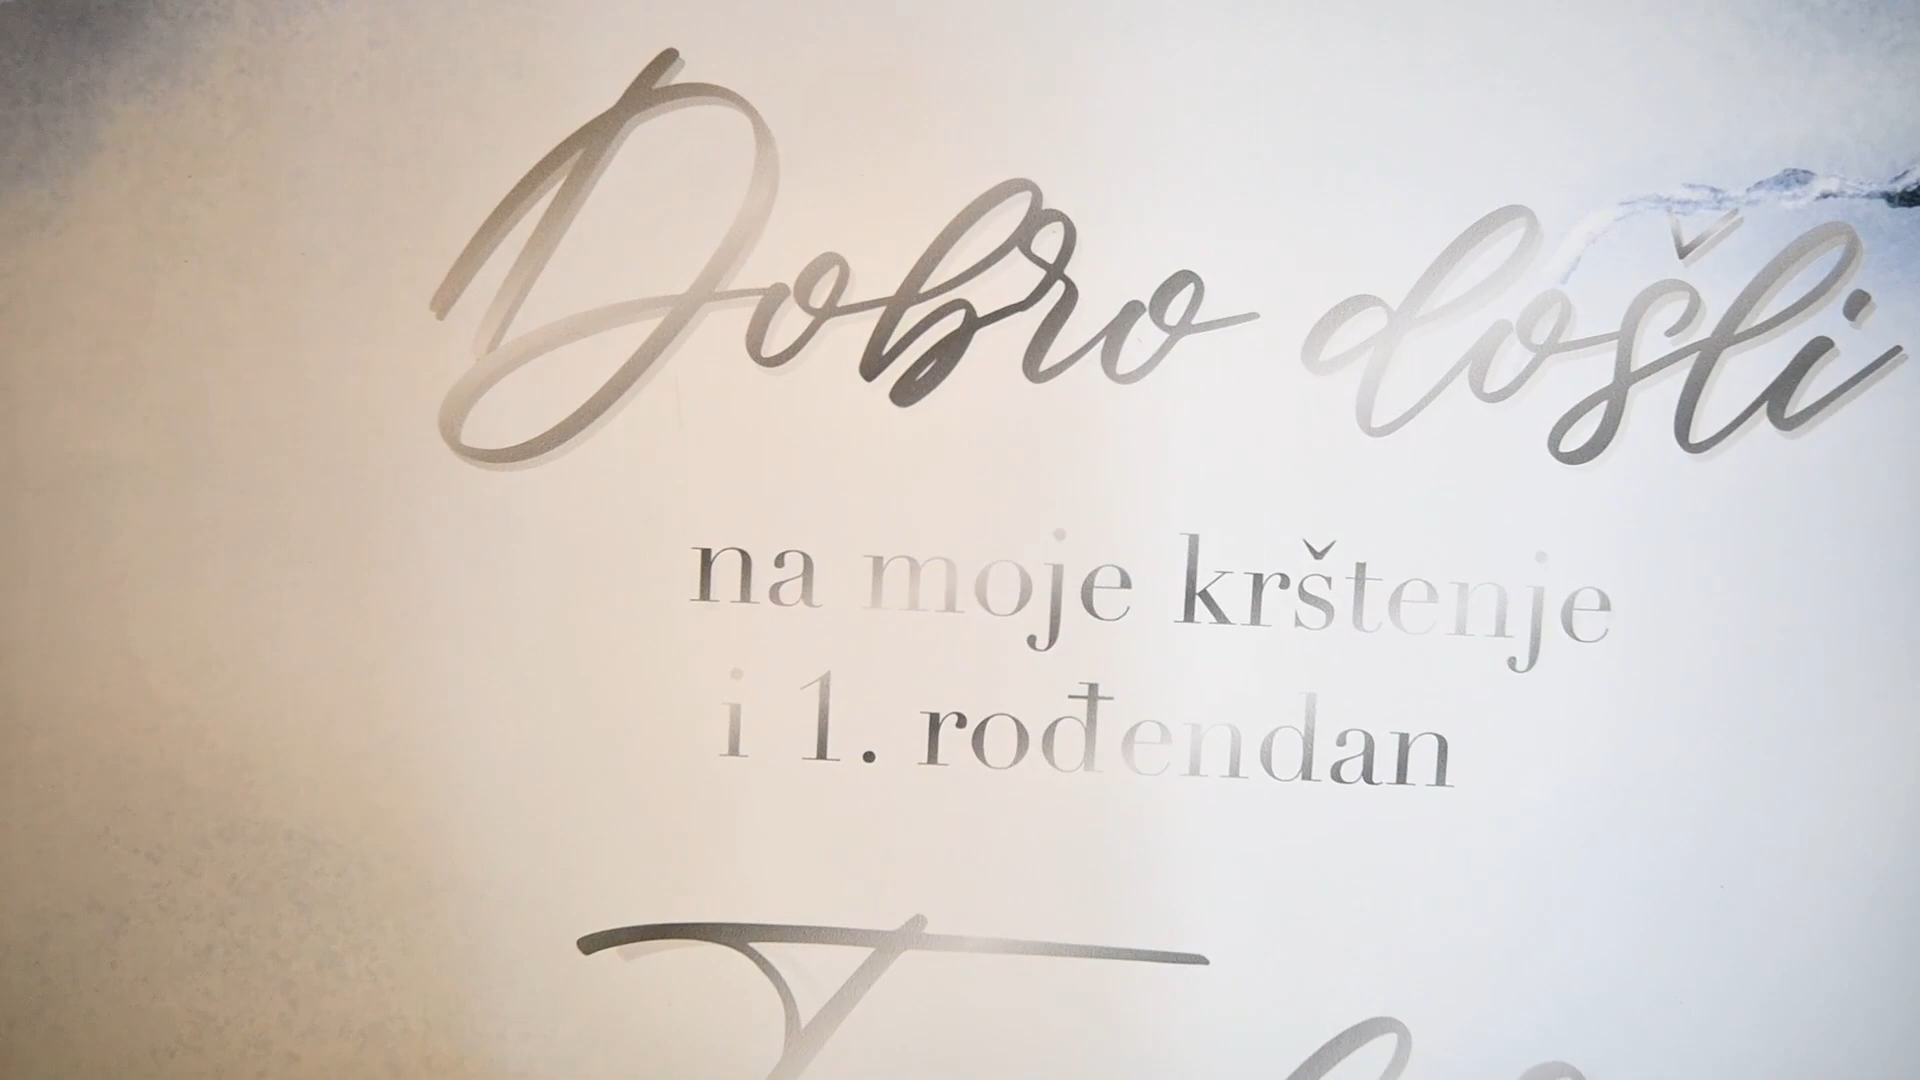 Dobro došli
na moje krštenje
i 1. rođendan